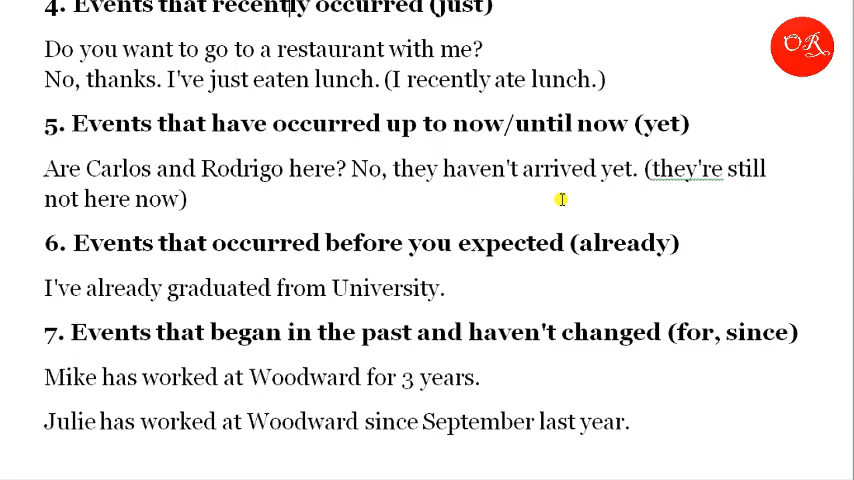 4. Events that recently occurred (just)
Do you want to go to a restaurant with me?
No, thanks. I've just eaten lunch. (I recently ate lunch.)
5. Events that have occurred up to now/until now (yet)
Are Carlos and Rodrigo here? No, they haven't arrived yet. (they're still
not here now)
6. Events that occurred before you expected (already)
I've already graduated from University.
7. Events that began in the past and haven't changed (for, since)
Mike has worked at Woodward for 3 years.
Julie has worked at Woodward since September last year.
OR